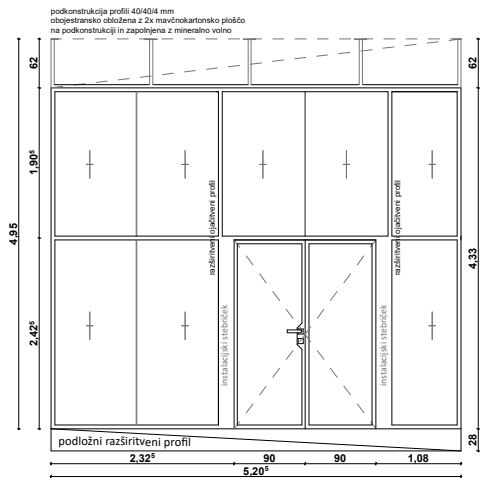 podkonstrukcija profili 40/40/4 mm
obojestransko obložena z 2x mavčnokartonsko ploščo
na podkonstrukciji in zapolnjena z mineralno volno
62
62
1,90⁵
4,95
4,33
2,42⁵
razširitveni ojačitveni profil
razširitveni ojačitveni profil
instalacijski stebriček
instalacijski stebriček
podložni razširitveni profil
28
2,32⁵ 90 90 1,08
5,20⁵